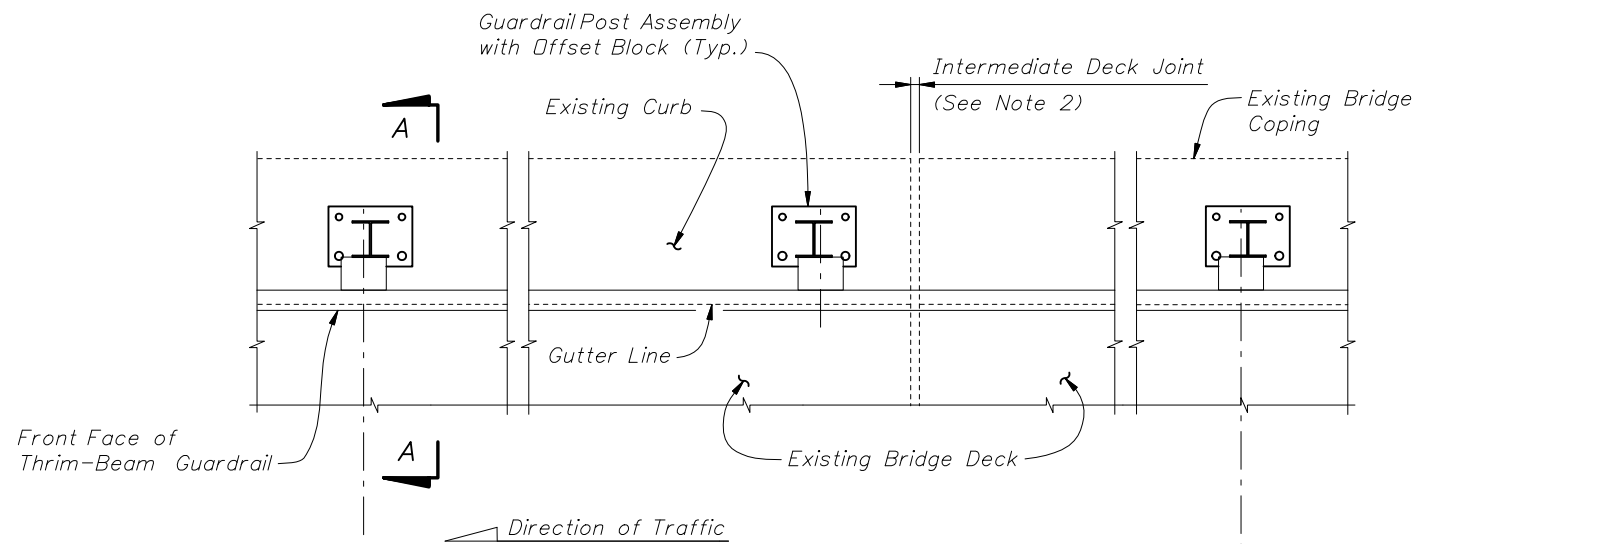 Guardrail Post Assembly
with Offset Block (Typ.)
Intermediate Deck Joint
(See Note 2)
Existing Curb
Existing Bridge
Coping
A
Gutter Line
Front Face of
Thrim-Beam Guardrail
A
Existing Bridge Deck
Direction of Traffic